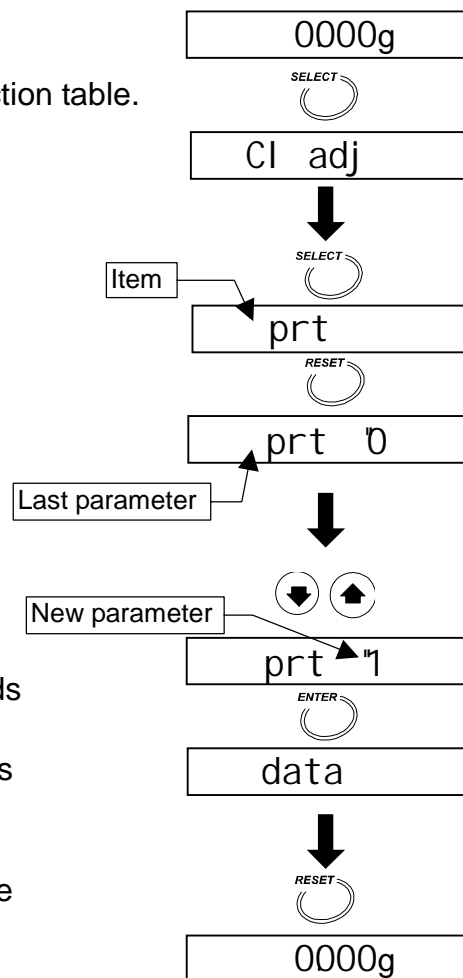 0000g
SELECT
ction table.
CI adj
SELECT
Item
prt
RESET
prt "0
Last parameter
New parameter
prt "1
ds
ENTER
s
data
RESET
e
0000g